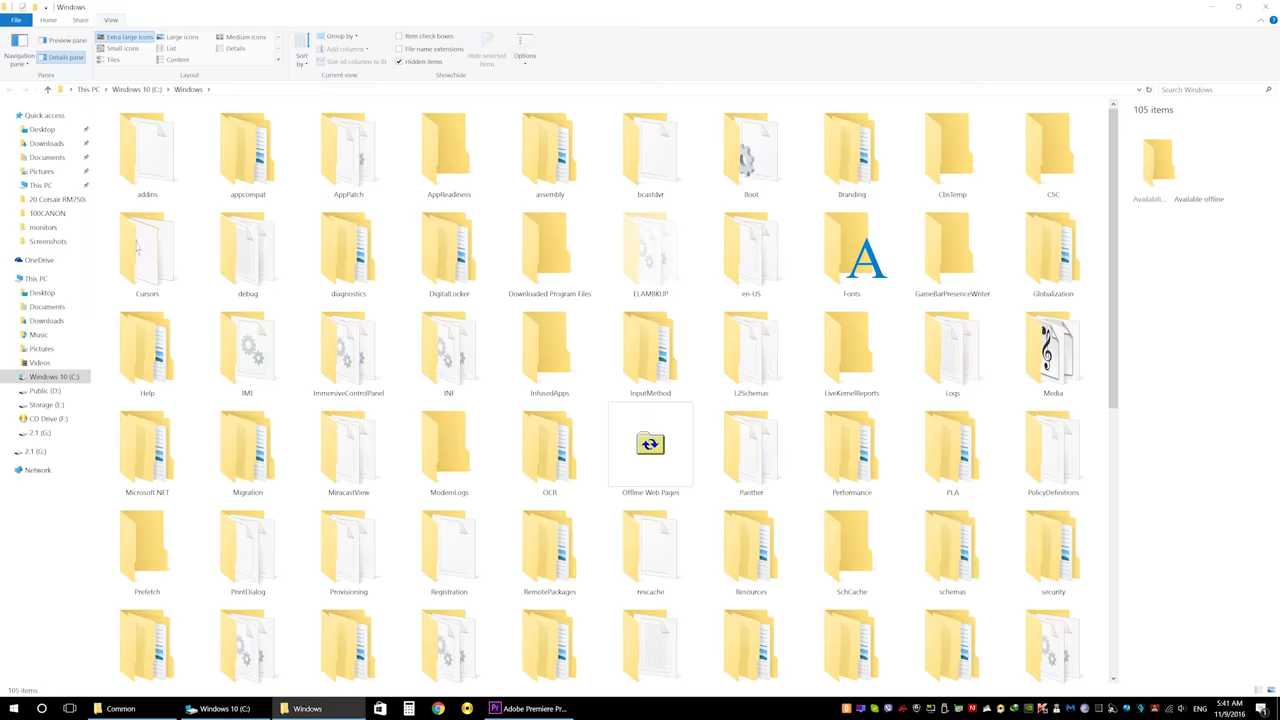 Windows
File Home Share View
Navigation pane
Preview pane
Details pane
Panes
Extra large icons Large icons Medium icons
Small icons List Details
Tiles Content
Layout
Sort by
Group by
Add columns
Size all columns to fit
Current view
Item check boxes
File name extensions
Hidden items
Hide selected items
Show/hide
Options
This PC Windows 10 (C:) Windows
Search Windows
Quick access
Desktop
Downloads
Documents
Pictures
This PC
20 Corsair RM750i
100CANON
monitors
Screenshots
OneDrive
This PC
Desktop
Documents
Downloads
Music
Pictures
Videos
Windows 10 (C:)
Public (D:)
Storage (E:)
CD Drive (F:)
2.1 (G:)
2.1 (G:)
Network
addins appcompat AppPatch AppReadiness assembly bcastdvr Boot Branding CbsTemp CSC
Cursors debug diagnostics DigitalLocker Downloaded Program Files ELAMBKUP en-US Fonts GameBarPresenceWriter Globalization
Help IME ImmersiveControlPanel INF InfusedApps InputMethod L2Schemas LiveKernelReports Logs Media
Microsoft.NET Migration MiracastView ModemLogs OCR Offline Web Pages Panther Performance PLA PolicyDefinitions
Prefetch PrintDialog Provisioning Registration RemotePackages rescache Resources SchCache schemas security
105 items
Availabili... Available offline
105 items
Common Windows 10 (C:) Windows Adobe Premiere Pr...
ENG
5:41 AM
11/9/2016